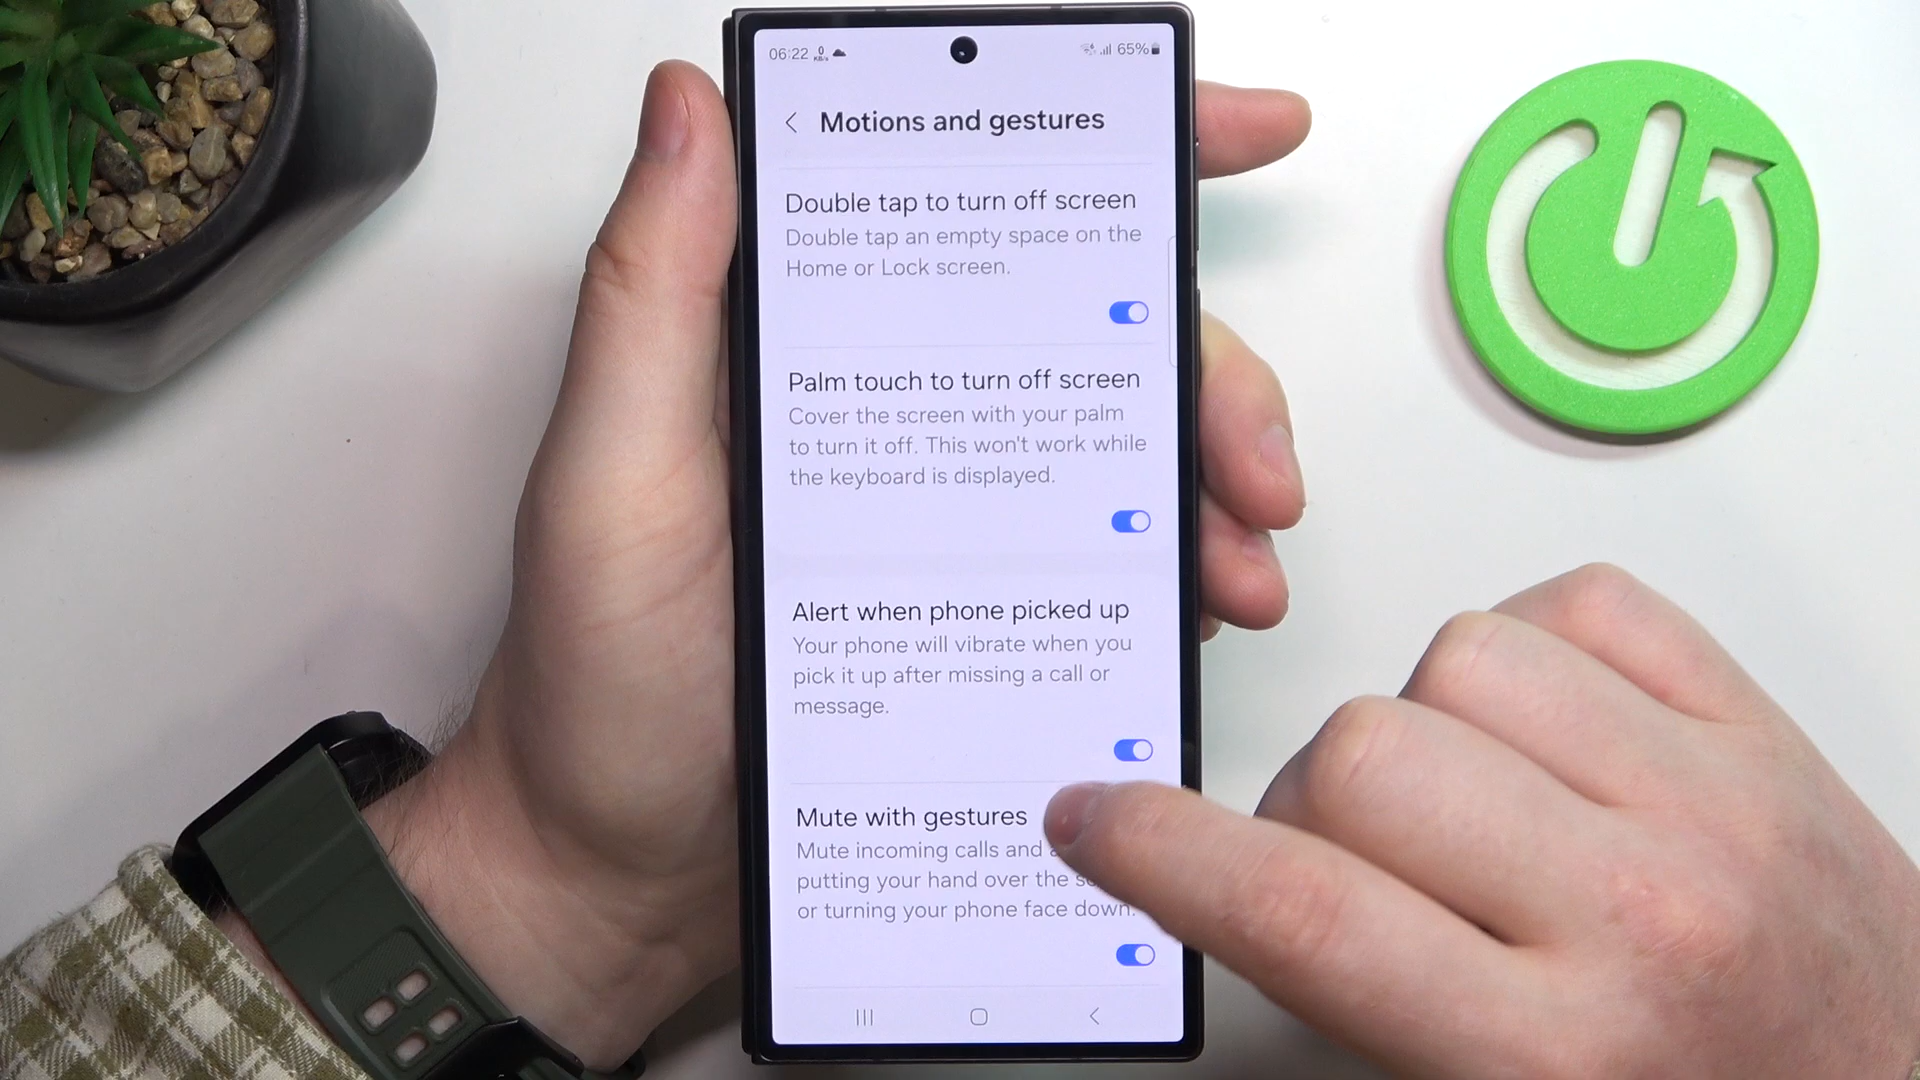 06:22 0 KB/s 65%
Motions and gestures
Double tap to turn off screen
Double tap an empty space on the
Home or Lock screen.
Palm touch to turn off screen
Cover the screen with your palm
to turn it off. This won't work while
the keyboard is displayed.
Alert when phone picked up
Your phone will vibrate when you
pick it up after missing a call or
message.
Mute with gestures
Mute incoming calls and
putting your hand over the
or turning your phone face down.